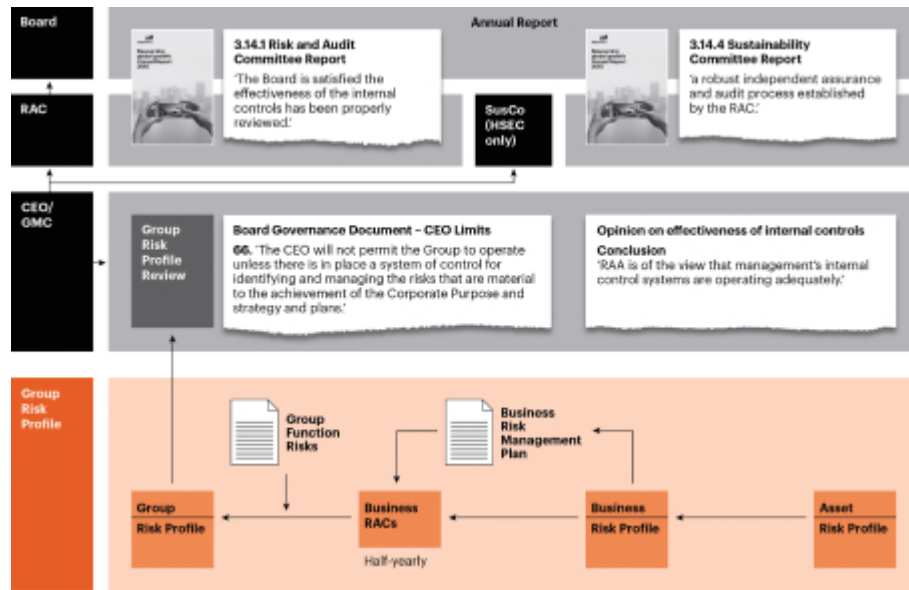 Board
Annual Report
3.14.1 Risk and Audit
Committee Report
'The Board is satisfied the
effectiveness of the internal
controls has been properly
reviewed.'
3.14.4 Sustainability
Committee Report
'a robust independent assurance
and audit process established
by the RAC.'
RAC
SusCo
(HSEC
only)
CEO/
GMC
Group
Risk
Profile
Review
Board Governance Document – CEO Limits
66. 'The CEO will not permit the Group to operate
unless there is in place a system of control for
identifying and managing the risks that are material
to the achievement of the Corporate Purpose and
strategy and plans.'
Opinion on effectiveness of internal controls
Conclusion
'RAA is of the view that management's internal
control systems are operating adequately.'
Group
Risk
Profile
Group
Function
Risks
Business
Risk
Management
Plan
Group
Risk Profile
Business
RACs
Half-yearly
Business
Risk Profile
Asset
Risk Profile